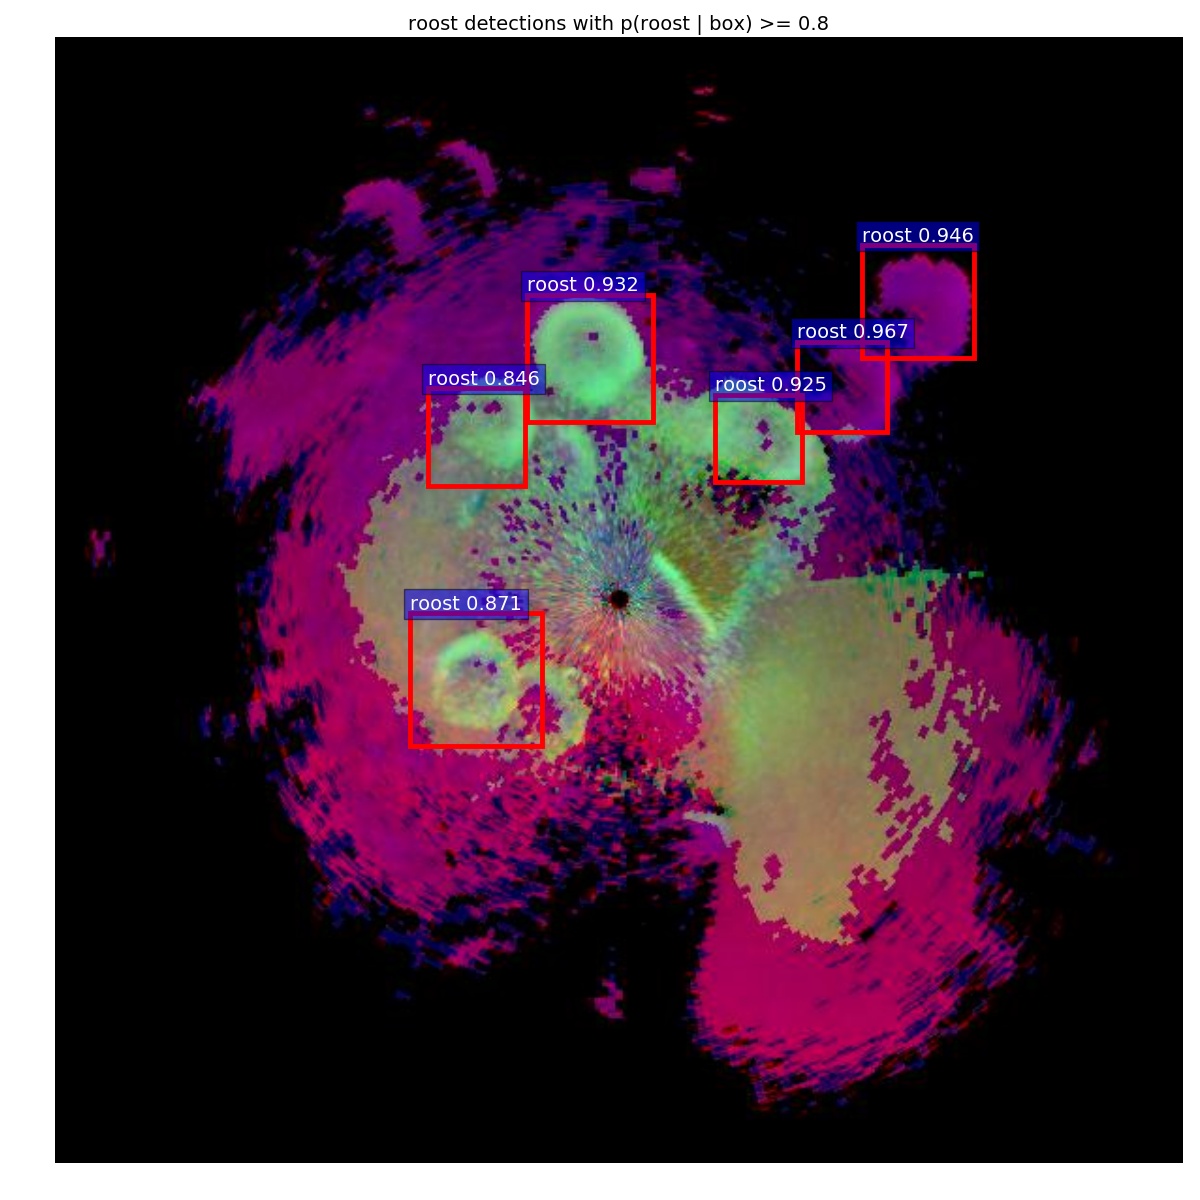 roost detections with p(roost | box) >= 0.8
roost 0.946
roost 0.932
roost 0.967
roost 0.846
roost 0.925
roost 0.871